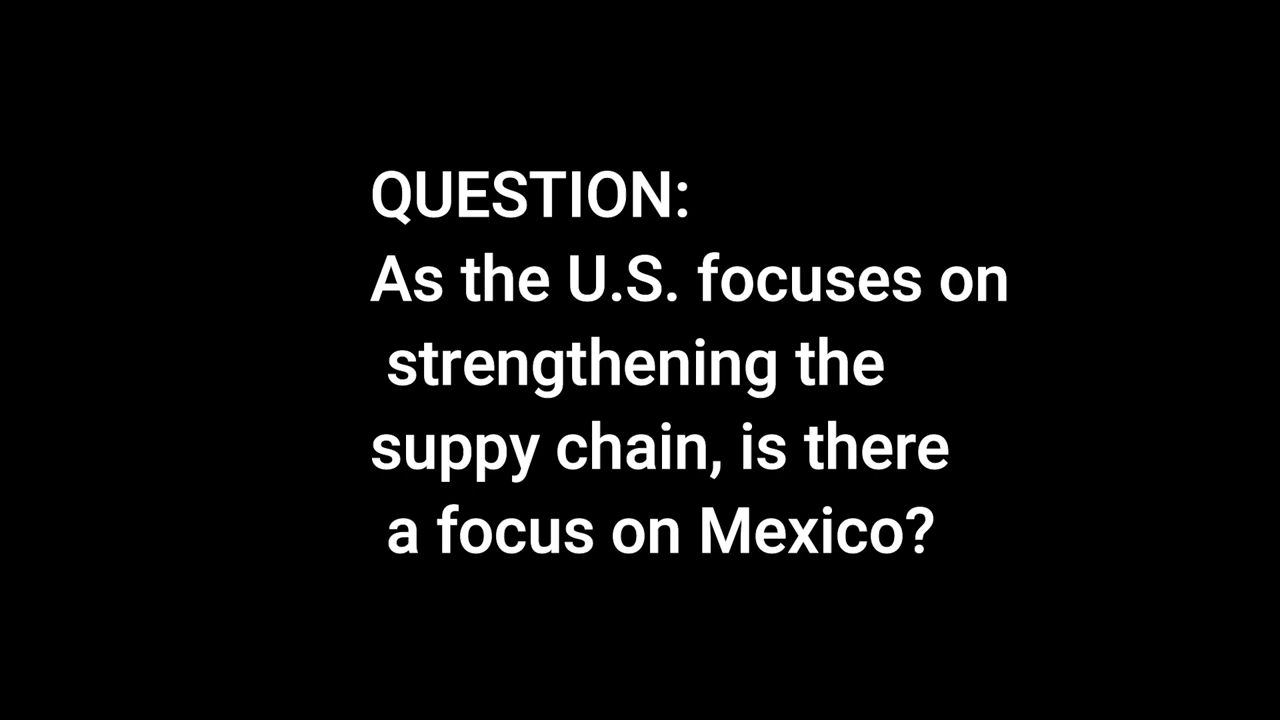 QUESTION:
As the U.S. focuses on
strengthening the
suppy chain, is there
a focus on Mexico?